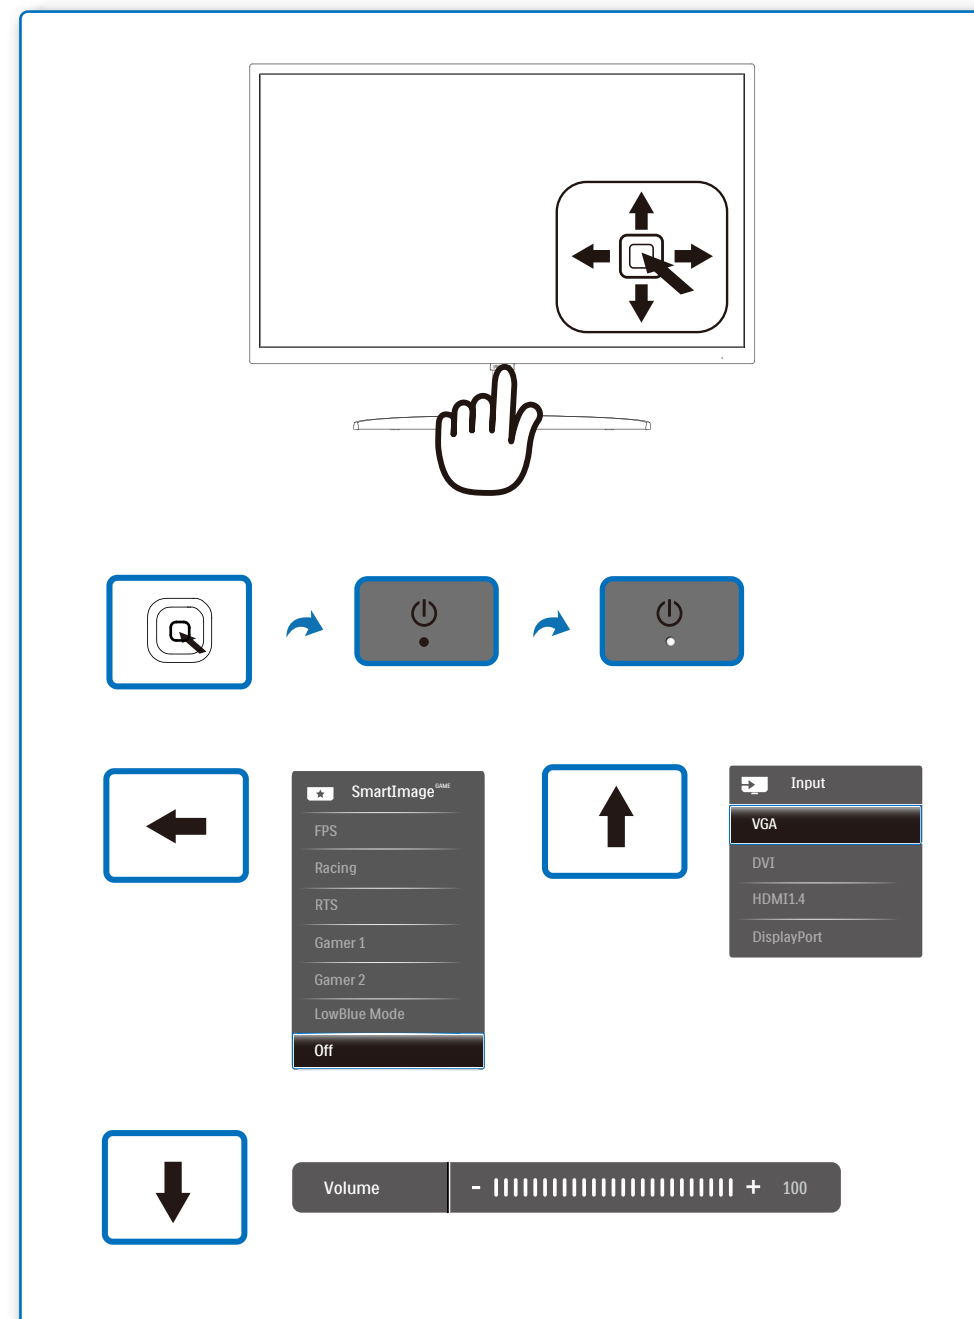 SmartImage GAME
FPS
Racing
RTS
Gamer 1
Gamer 2
LowBlue Mode
Off
Input
VGA
DVI
HDMI1.4
DisplayPort
Volume - + 100